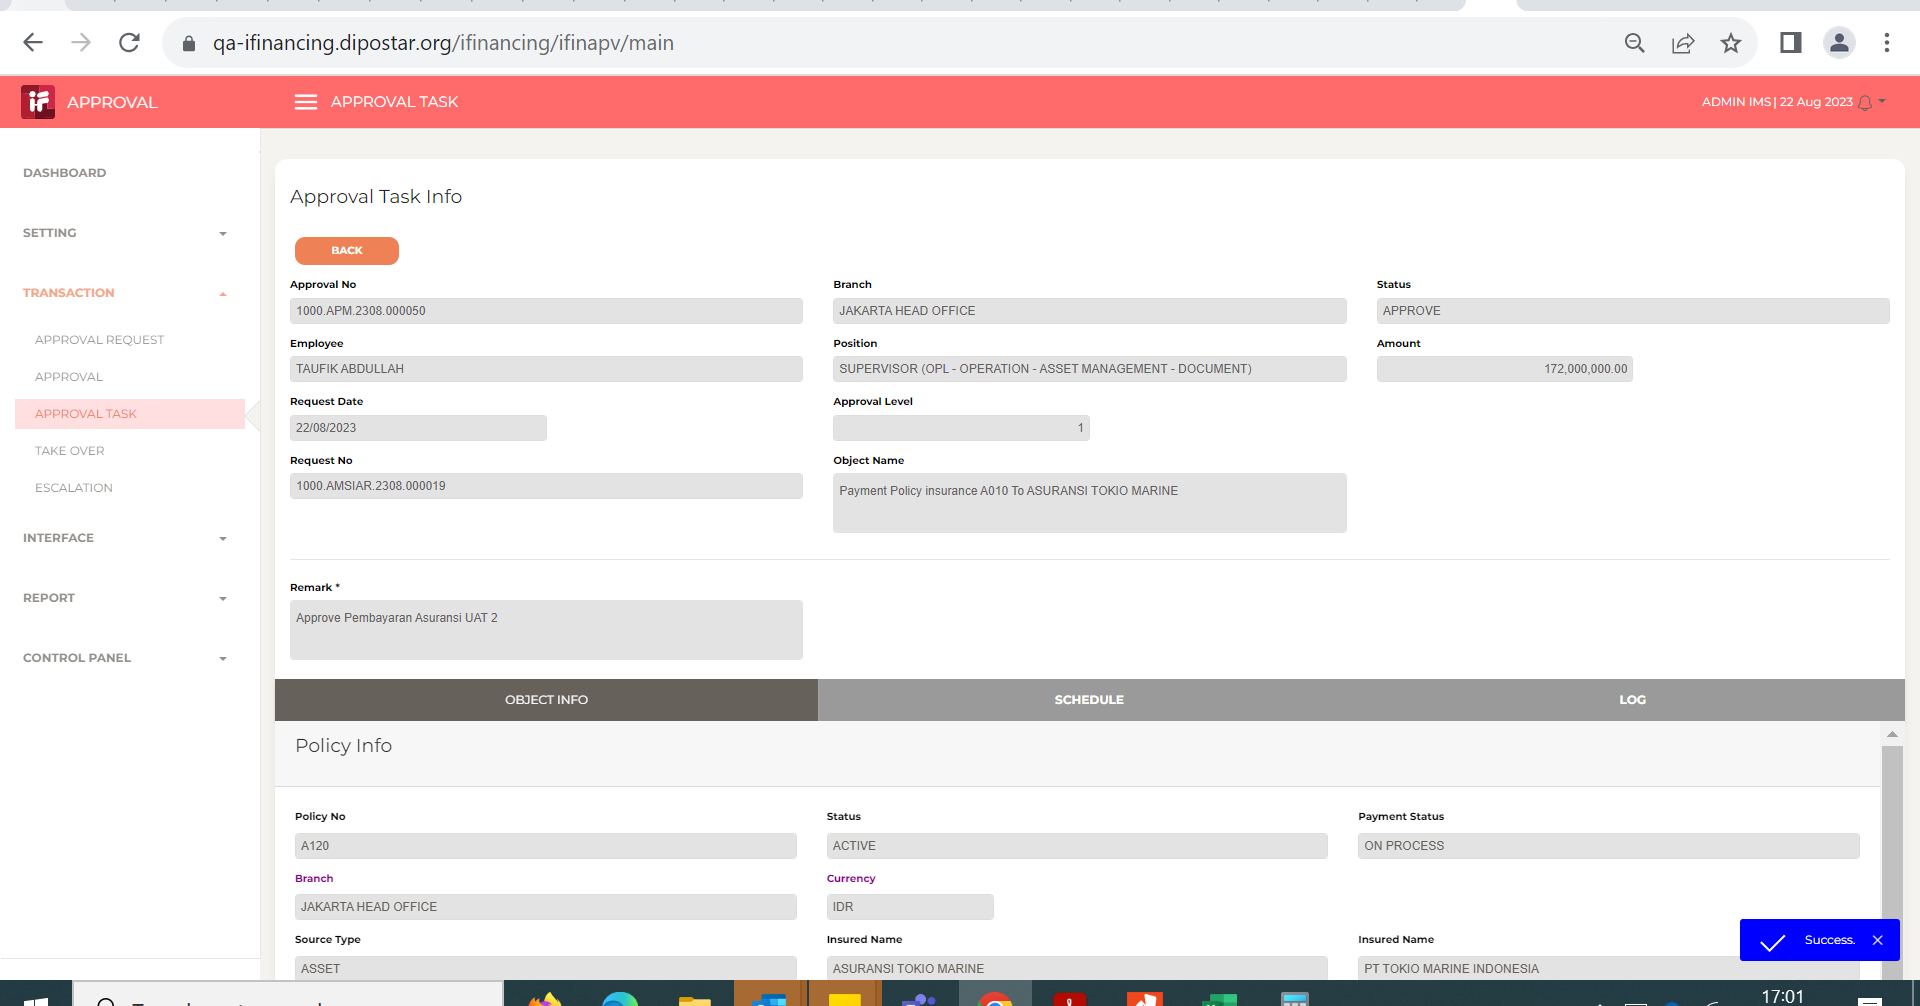 qa-ifinancing.dipostar.org/ifinancing/ifinapv/main
iF APPROVAL
APPROVAL TASK
ADMIN IMS | 22 Aug 2023
DASHBOARD
SETTING
TRANSACTION
APPROVAL REQUEST
APPROVAL
APPROVAL TASK
TAKE OVER
ESCALATION
INTERFACE
REPORT
CONTROL PANEL
Approval Task Info
BACK
Approval No
1000.APM.2308.000050
Branch
JAKARTA HEAD OFFICE
Status
APPROVE
Employee
TAUFIK ABDULLAH
Position
SUPERVISOR (OPL - OPERATION - ASSET MANAGEMENT - DOCUMENT)
Amount
172,000,000.00
Request Date
22/08/2023
Approval Level
1
Request No
1000.AMSIAR.2308.000019
Object Name
Payment Policy insurance A010 To ASURANSI TOKIO MARINE
Remark *
Approve Pembayaran Asuransi UAT 2
OBJECT INFO
SCHEDULE
LOG
Policy Info
Policy No
A120
Status
ACTIVE
Payment Status
ON PROCESS
Branch
JAKARTA HEAD OFFICE
Currency
IDR
Source Type
ASSET
Insured Name
ASURANSI TOKIO MARINE
Insured Name
PT TOKIO MARINE INDONESIA
Success.
17:01